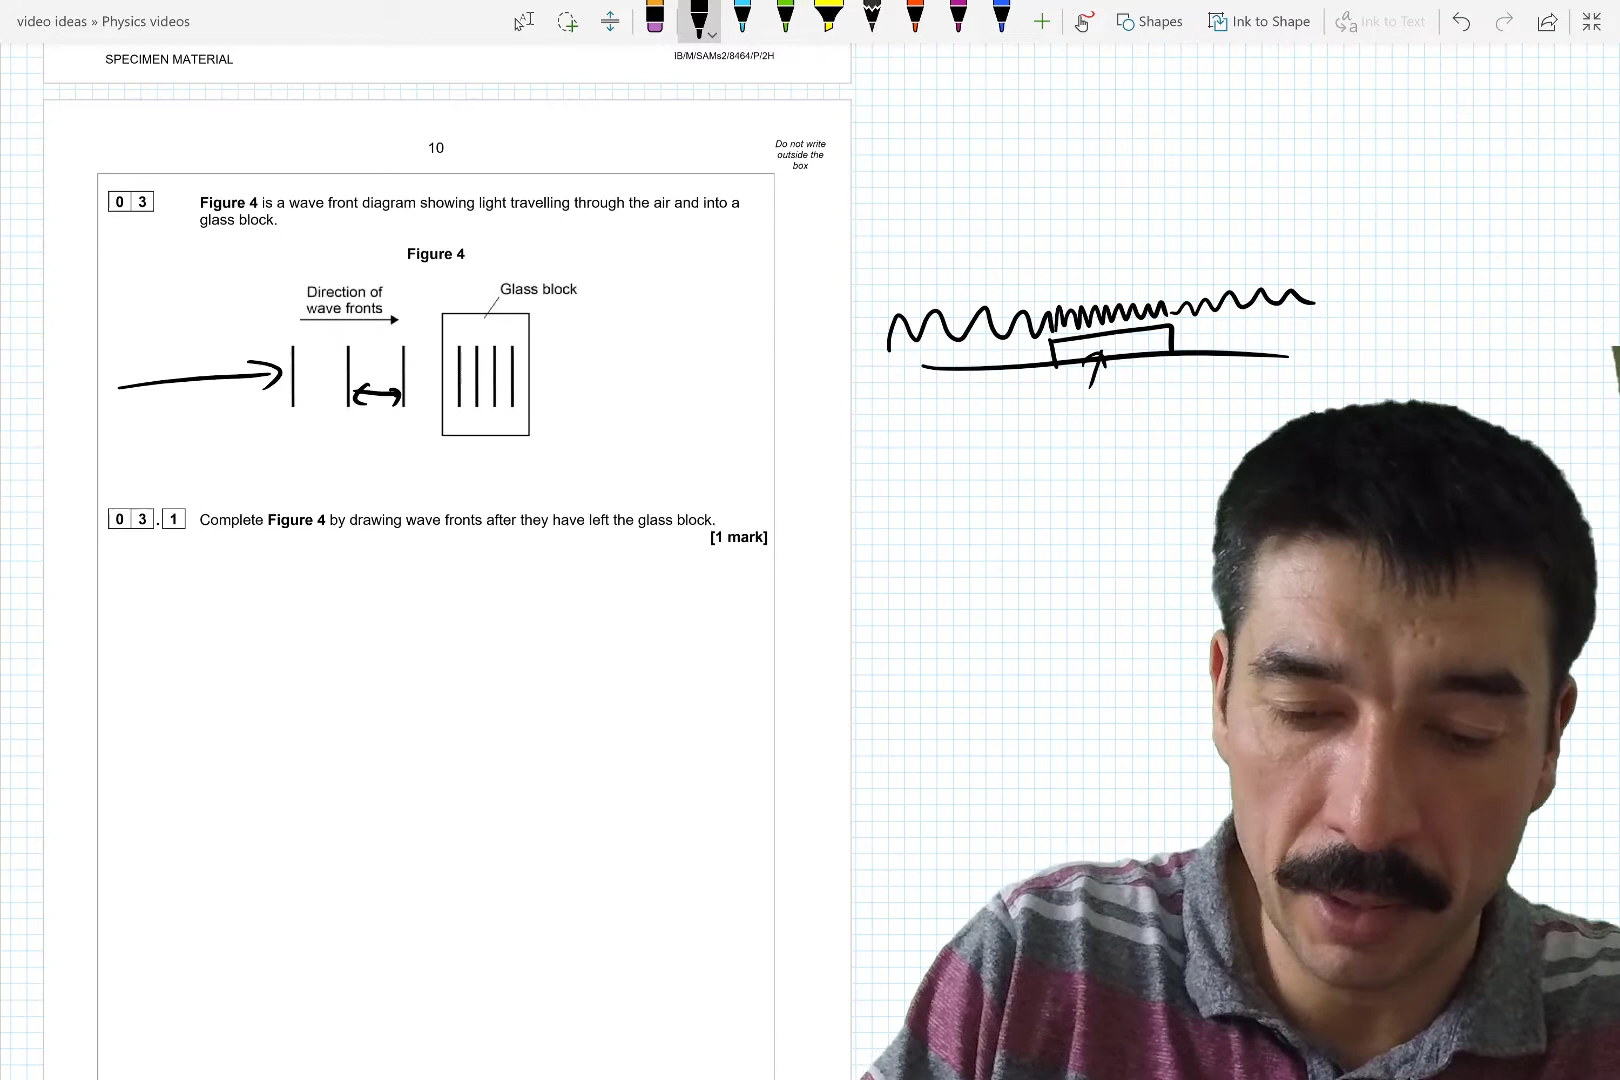 video ideas » Physics videos
Shapes
Ink to Shape
Ink to Text
SPECIMEN MATERIAL
IB/M/SAMs2/8464/P/2H
10
Do not write
outside the
box
0 3
Figure 4 is a wave front diagram showing light travelling through the air and into a
glass block.
Figure 4
Direction of
wave fronts
Glass block
0 3 . 1 Complete Figure 4 by drawing wave fronts after they have left the glass block.
[1 mark]